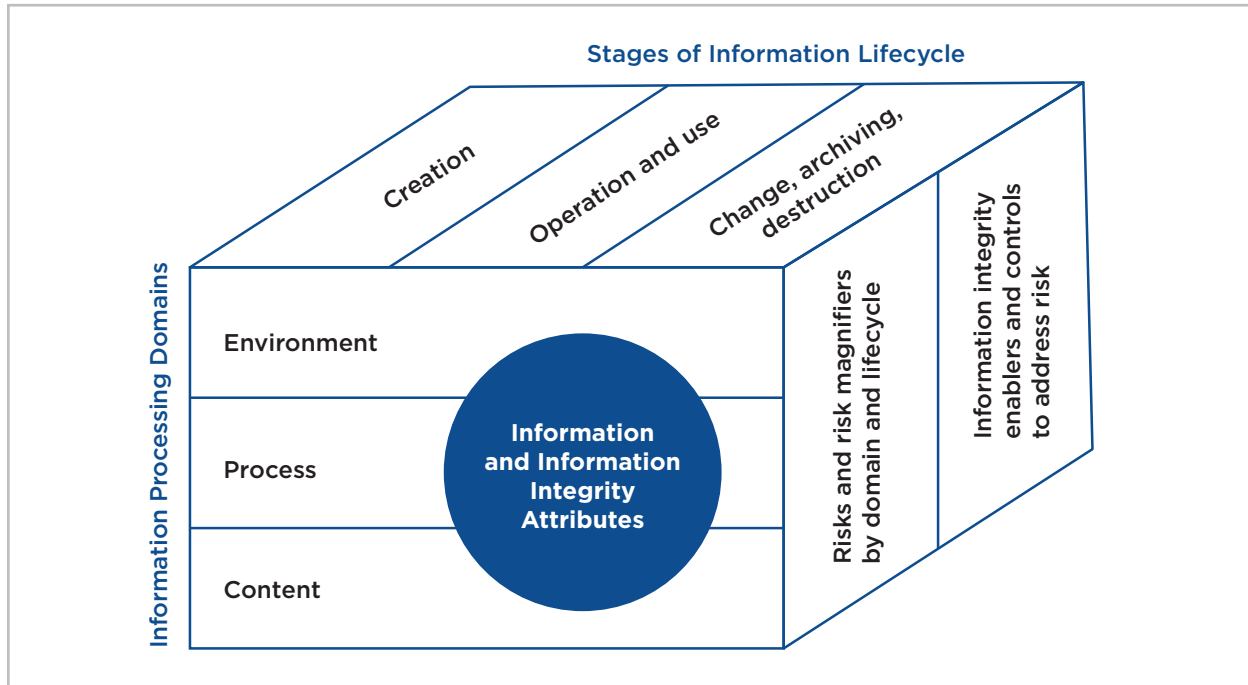 Stages of Information Lifecycle
Creation
Operation and use
Change, archiving,
destruction
Information Processing Domains
Environment
Process
Content
Information
and Information
Integrity
Attributes
Risks and risk magnifiers
by domain and lifecycle
Information integrity
enablers and controls
to address risk